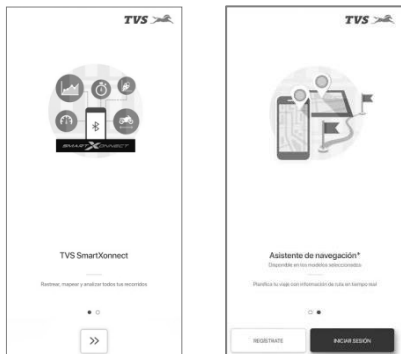 TVS
SMARTXONNECT
TVS SmartXonnect
Rastrear, mapear y analizar todos tus recorridos
TVS
Asistente de navegación*
Disponible en los modelos seleccionados
Planifica tu viaje con información de ruta en tiempo real
REGÍSTRATE
INICIAR SESIÓN